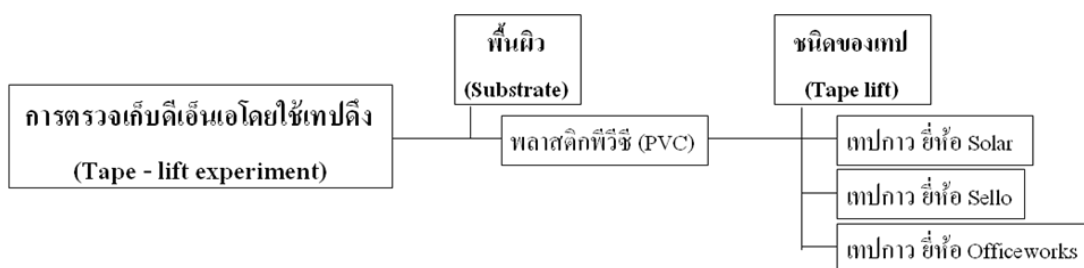 การตรวจเก็บดีเอ็นเอโดยใช้เทปดึง
(Tape - lift experiment)
พื้นผิว
(Substrate)
พลาสติกพีวีซี (PVC)
ชนิดของเทป
(Tape lift)
เทปกาว ยี่ห้อ Solar
เทปกาว ยี่ห้อ Sello
เทปกาว ยี่ห้อ Officeworks